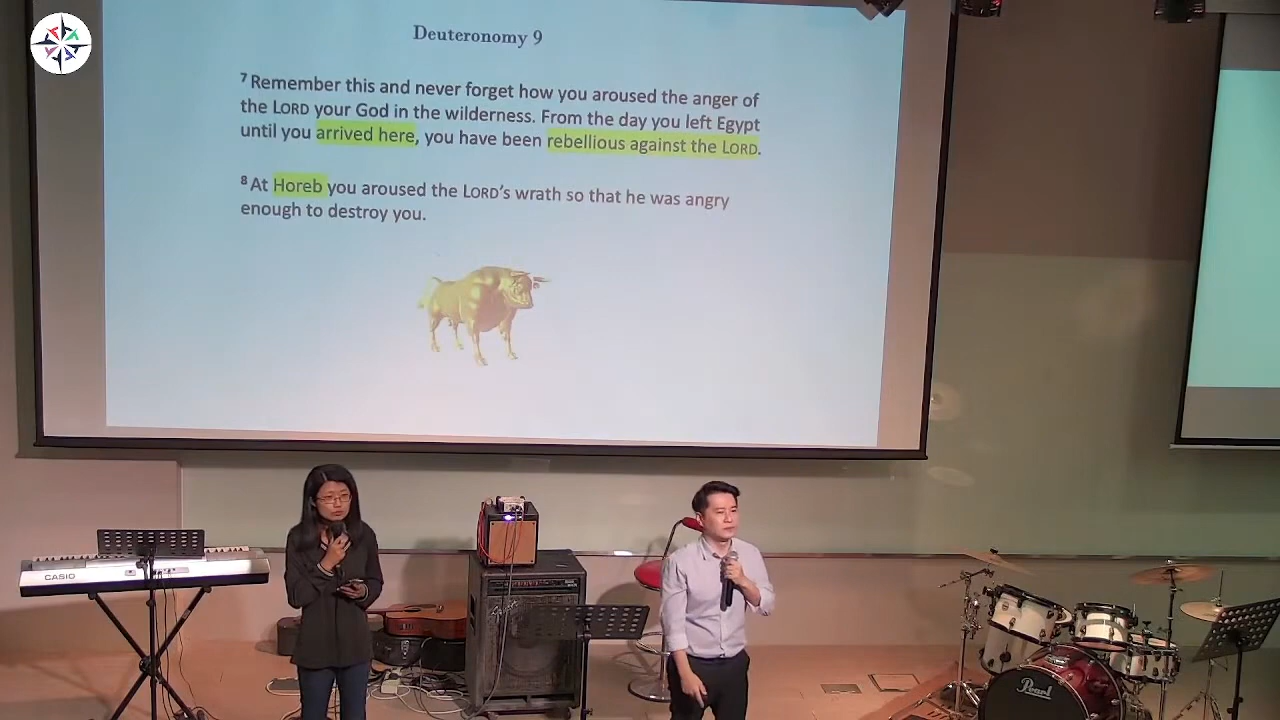 Deuteronomy 9
7 Remember this and never forget how you aroused the anger of
the LORD your God in the wilderness. From the day you left Egypt
until you arrived here, you have been rebellious against the LORD.
8 At Horeb you aroused the LORD's wrath so that he was angry
enough to destroy you.
CASIO
Pearl